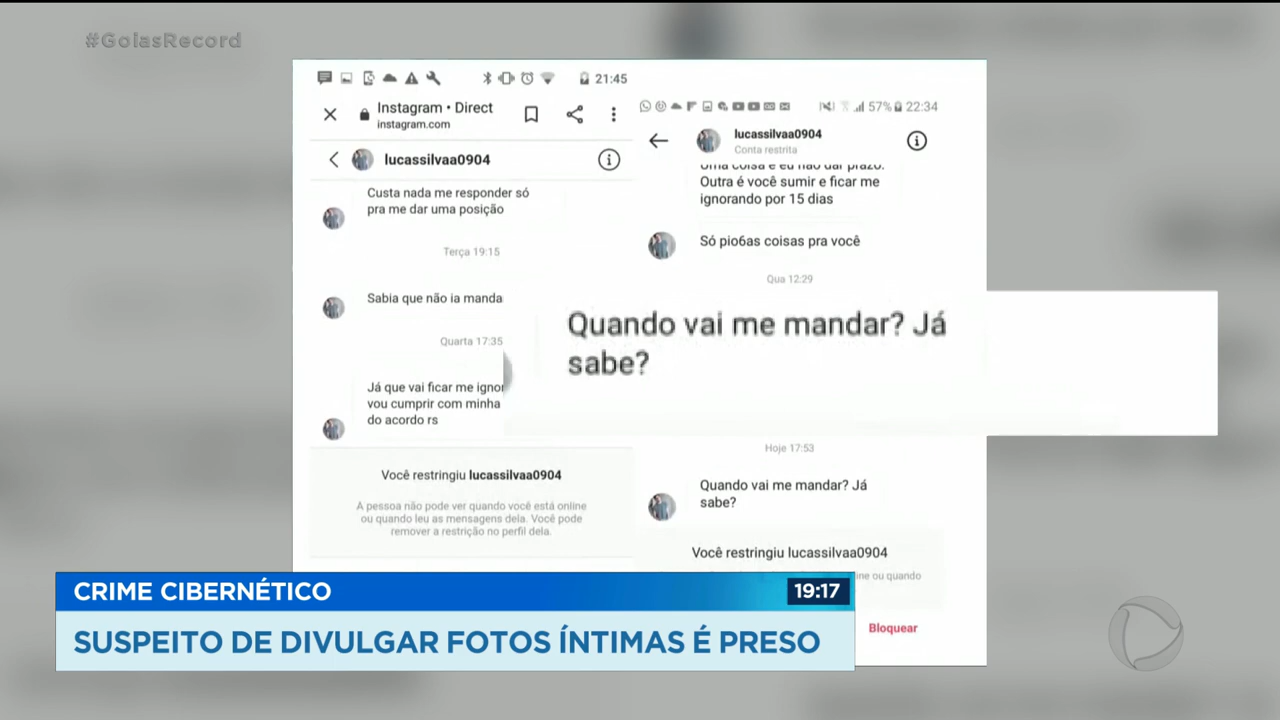 #GoiasRecord
21:45
Instagram • Direct
instagram.com
lucassilvaa0904
Custa nada me responder só
pra me dar uma posição
Terça 19:15
Sabia que não ia manda
Quarta 17:35
Já que vai ficar me ignor
vou cumprir com minha
do acordo rs
Você restringiu lucassilvaa0904
A pessoa não pode ver quando você está online
ou quando leu as mensagens dela. Você pode
remover a restrição no perfil dela.
57% 22:34
lucassilvaa0904
Conta restrita
Uma coisa é eu não dar prazo.
Outra é você sumir e ficar me
ignorando por 15 dias
Só pio6as coisas pra você
Qua 12:29
Quando vai me mandar? Já
sabe?
Hoje 17:53
Quando vai me mandar? Já
sabe?
Você restringiu lucassilvaa0904
ine ou quando
Bloquear
CRIME CIBERNÉTICO
19:17
SUSPEITO DE DIVULGAR FOTOS ÍNTIMAS É PRESO